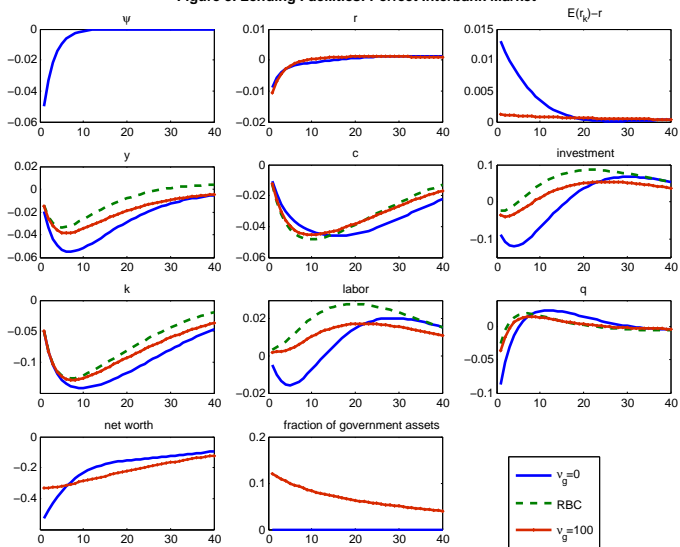 Figure Lending Facilities: Perfect Interbank Market
ψ
0
−0.02
−0.04
−0.06
0 10 20 30 40
r
0.01
0
−0.01
−0.02
0 10 20 30 40
E(r_k)−r
0.015
0.01
0.005
0
0 10 20 30 40
y
0.02
0
−0.02
−0.04
−0.06
0 10 20 30 40
c
0
−0.02
−0.04
−0.06
0 10 20 30 40
investment
0.1
0
−0.1
0 10 20 30 40
k
0
−0.05
−0.1
0 10 20 30 40
labor
0.02
0
−0.02
0 10 20 30 40
q
0
−0.05
−0.1
0 10 20 30 40
net worth
0
−0.2
−0.4
0 10 20 30 40
fraction of government assets
0.2
0.1
0
0 10 20 30 40
ν_g=0
RBC
ν_g=100